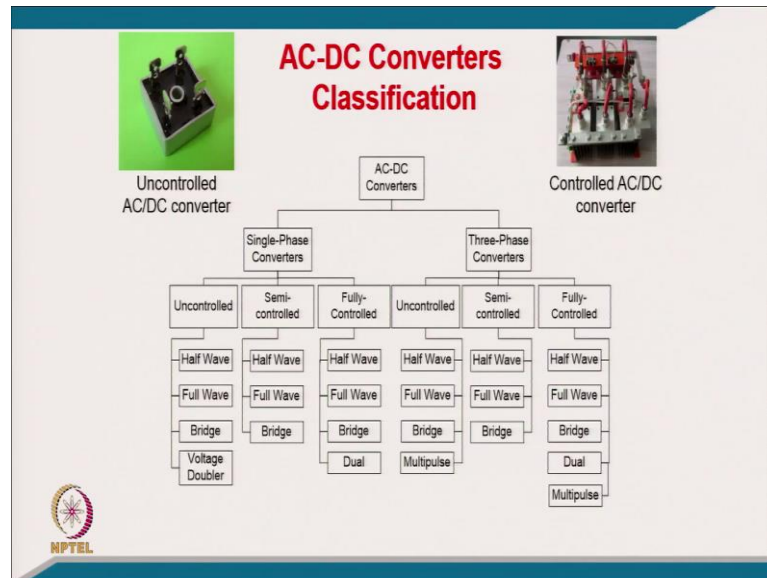 AC-DC Converters
Classification
Uncontrolled
AC/DC converter
Controlled AC/DC
converter
AC-DC
Converters
Single-Phase
Converters
Three-Phase
Converters
Uncontrolled
Semi-
controlled
Fully-
Controlled
Uncontrolled
Semi-
controlled
Fully-
Controlled
Half Wave
Half Wave
Half Wave
Half Wave
Half Wave
Half Wave
Full Wave
Full Wave
Full Wave
Full Wave
Full Wave
Full Wave
Bridge
Bridge
Bridge
Bridge
Bridge
Bridge
Voltage
Doubler
Dual
Multipulse
Dual
Multipulse
NPTEL